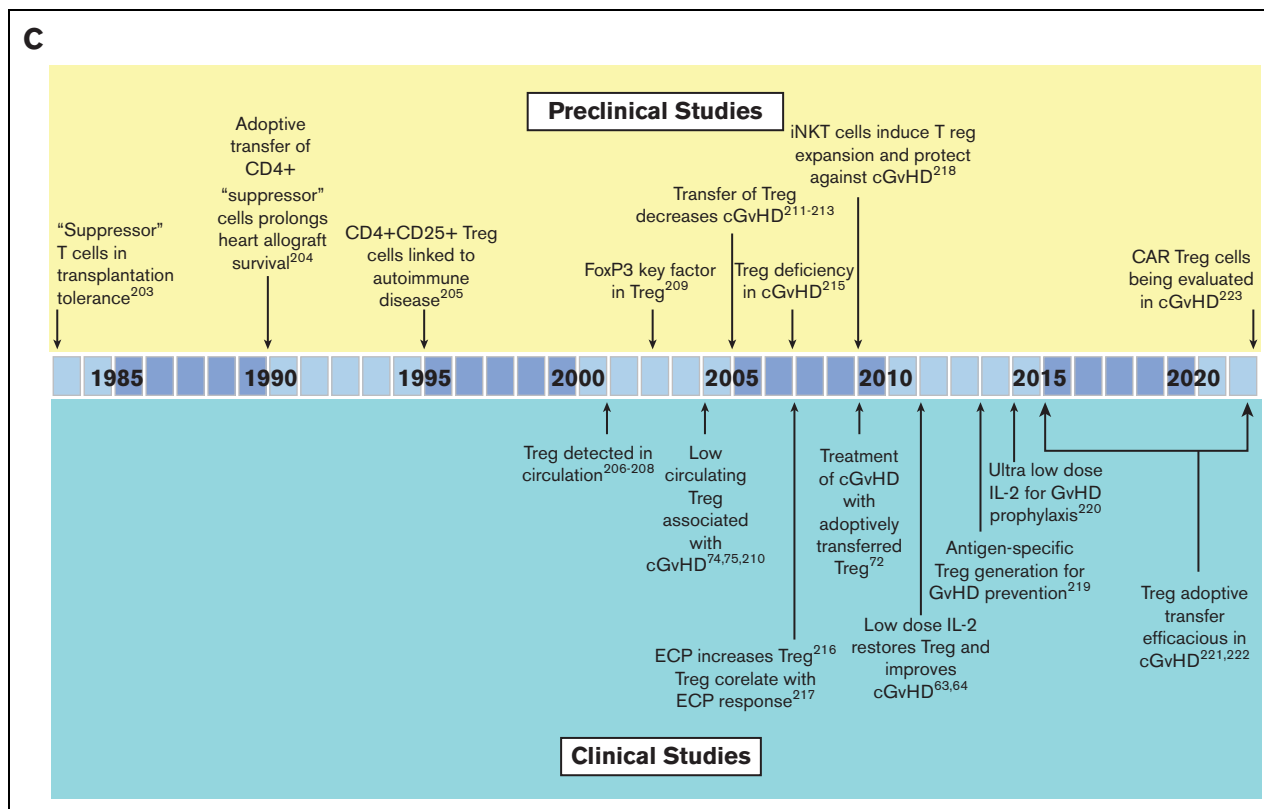 C
Preclinical Studies
“Suppressor”
T cells in
transplantation
tolerance203
Adoptive
transfer of
CD4+
“suppressor”
cells prolongs
heart allograft
survival204
CD4+CD25+ Treg
cells linked to
autoimmune
disease205
FoxP3 key factor
in Treg209
Transfer of Treg
decreases cGvHD211-213
Treg deficiency
in cGvHD215
iNKT cells induce T reg
expansion and protect
against cGvHD218
CAR Treg cells
being evaluated
in cGvHD223
1985 1990 1995 2000 2005 2010 2015 2020
Treg detected in
circulation206-208
Low
circulating
Treg
associated
with
cGvHD74,75,210
ECP increases Treg216
Treg corelate with
ECP response217
Treatment
of cGvHD
with
adoptively
transferred
Treg72
Low dose IL-2
restores Treg and
improves
cGvHD63,64
Antigen-specific
Treg generation for
GvHD prevention219
Ultra low dose
IL-2 for GvHD
prophylaxis220
Treg adoptive
transfer
efficacious in
cGvHD221,222
Clinical Studies